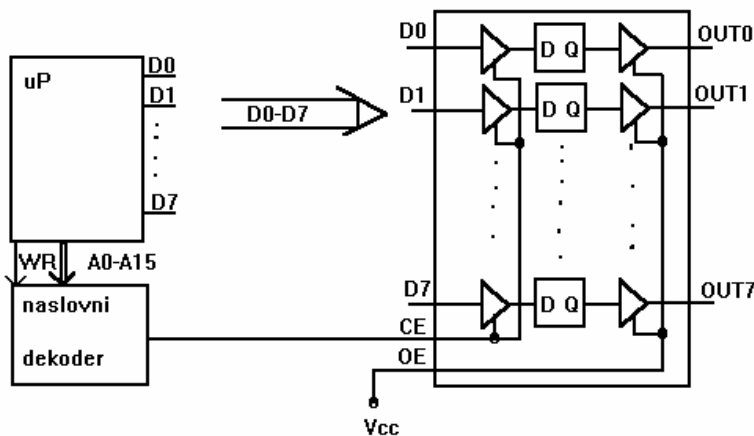 uP
D0
D1
D7
WR
A0-A15
naslovni
dekoder
D0-D7
D0
D Q
OUT0
D1
D Q
OUT1
D7
D Q
OUT7
CE
OE
Vcc